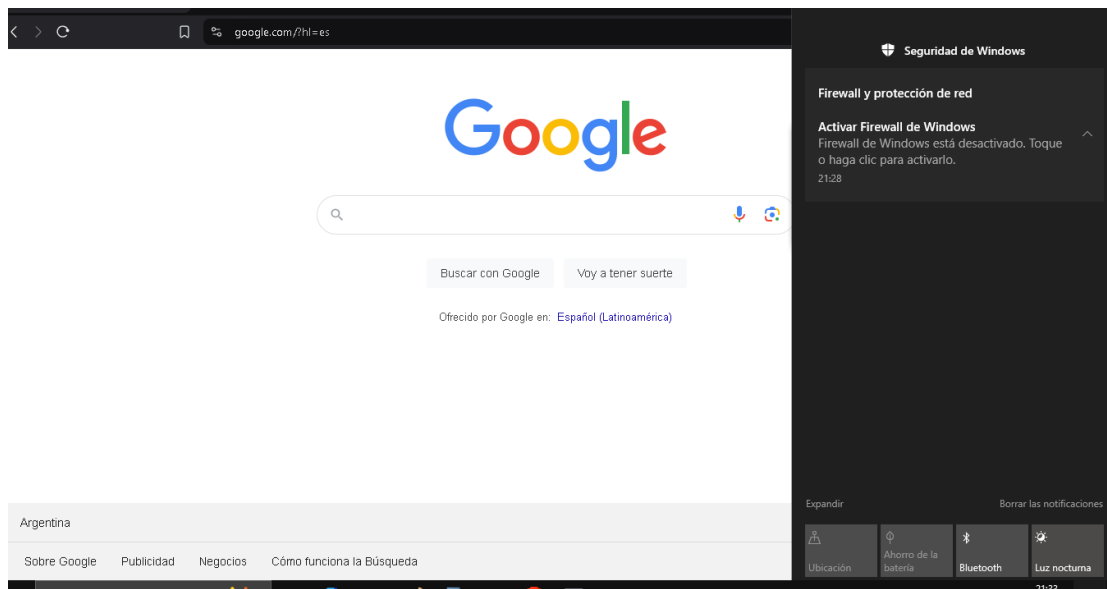 google.com/?hl=es
Google
Buscar con Google
Voy a tener suerte
Ofrecido por Google en: Español (Latinoamérica)
Argentina
Sobre Google Publicidad Negocios Cómo funciona la Búsqueda
Seguridad de Windows
Firewall y protección de red
Activar Firewall de Windows
Firewall de Windows está desactivado. Toque
o haga clic para activarlo.
21:28
Expandir
Borrar las notificaciones
Ubicación
Ahorro de la
batería
Bluetooth
Luz nocturna